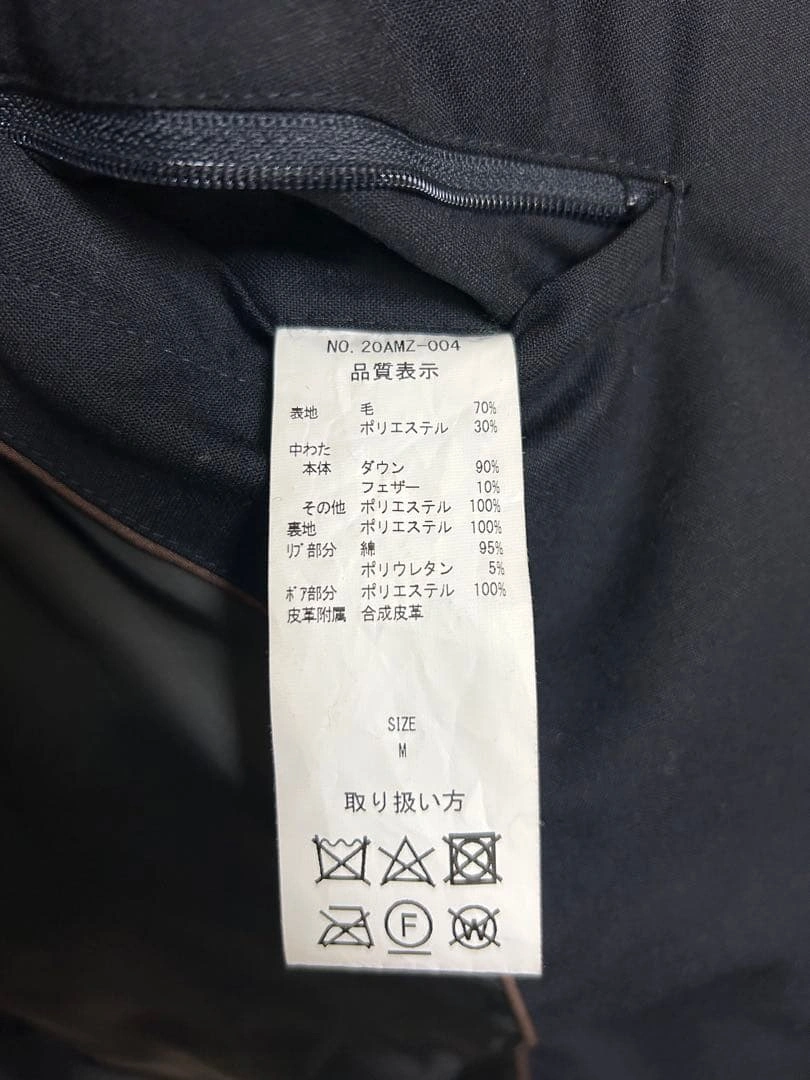 NO. 20AMZ-004
品質表示
表地 毛 70%
ポリエステル 30%
中わた
本体 ダウン 90%
フェザー 10%
その他 ポリエステル 100%
裏地 ポリエステル 100%
ﾘﾌﾞ部分 綿 95%
ポリウレタン 5%
ﾎﾞｱ部分 ポリエステル 100%
皮革附属 合成皮革
SIZE
M
取り扱い方
F W